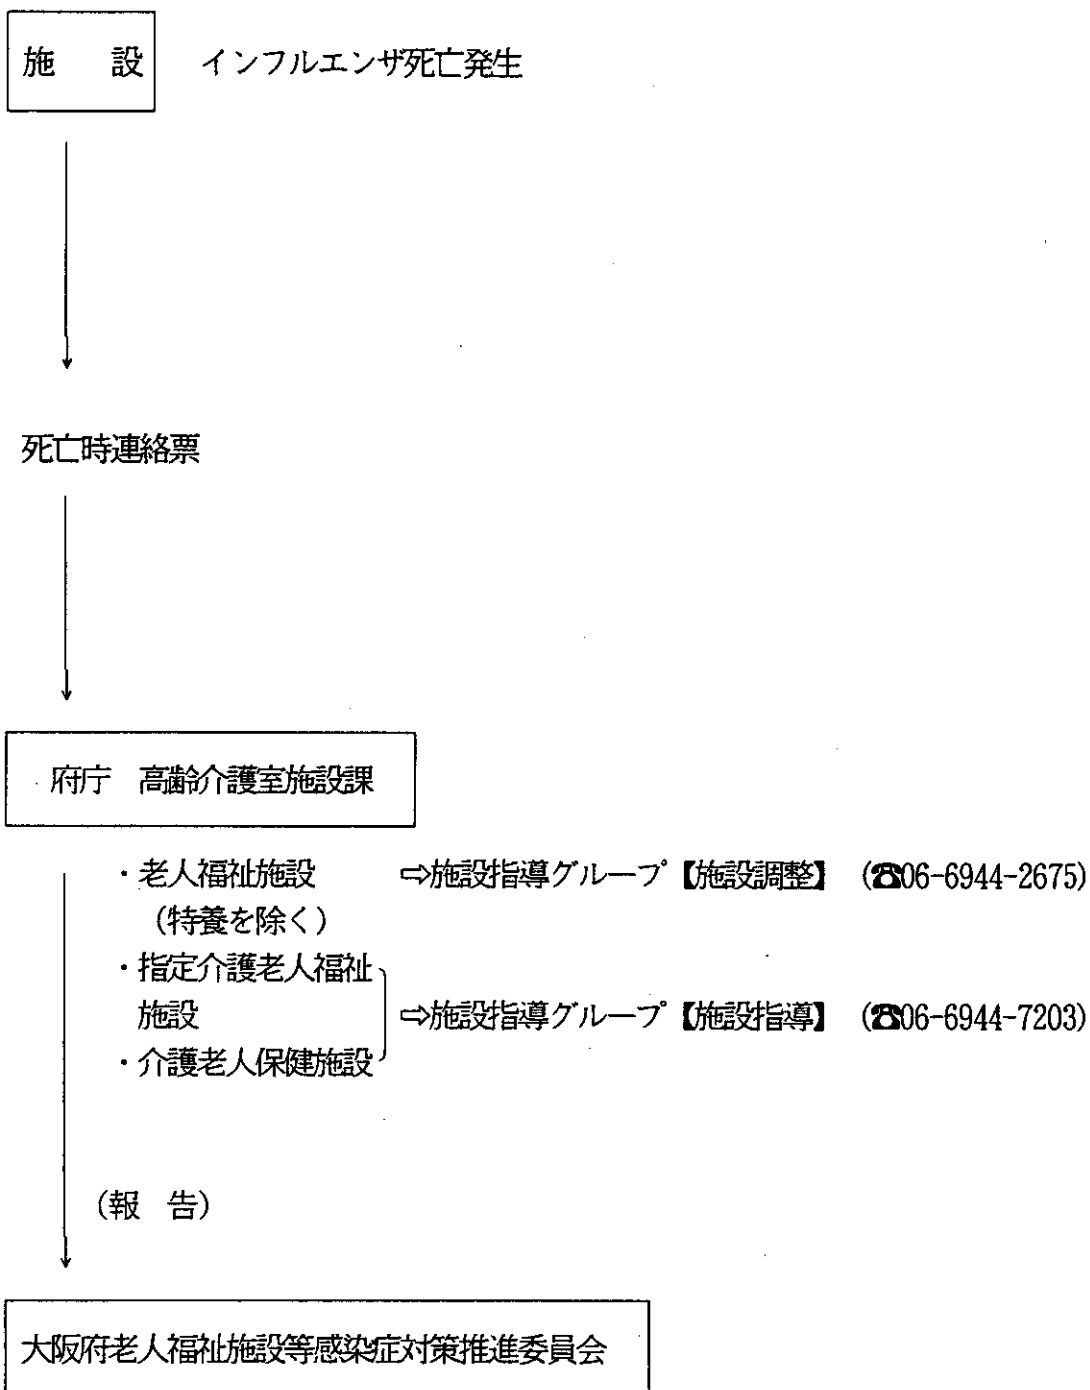 施　設　インフルエンザ死亡発生
死亡時連絡票
府庁　高齢介護室施設課
・老人福祉施設　⇨施設指導グループ【施設調整】　(☎06-6944-2675)
（特養を除く）
・指定介護老人福祉
施設　⇨施設指導グループ【施設指導】　(☎06-6944-7203)
・介護老人保健施設
（報　告）
大阪府老人福祉施設等感染症対策推進委員会